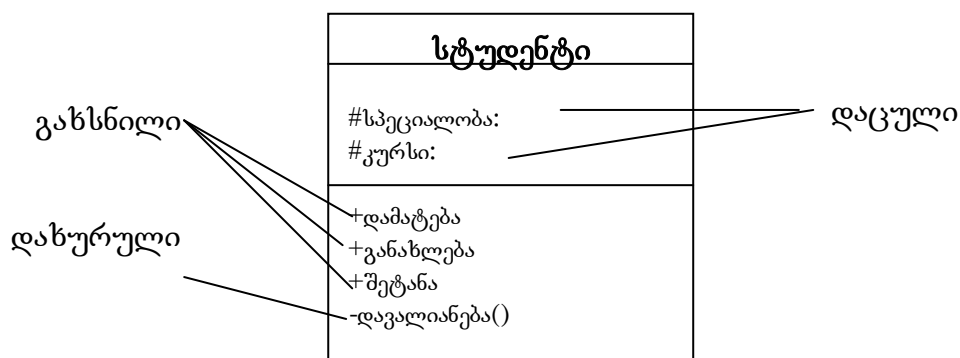 სტუდენტი
გახსნილი
#სპეციალობა:
დაცული
#კურსი:
+დამატება
დახურული
+განახლება
+შეტანა
-დავალიანება()